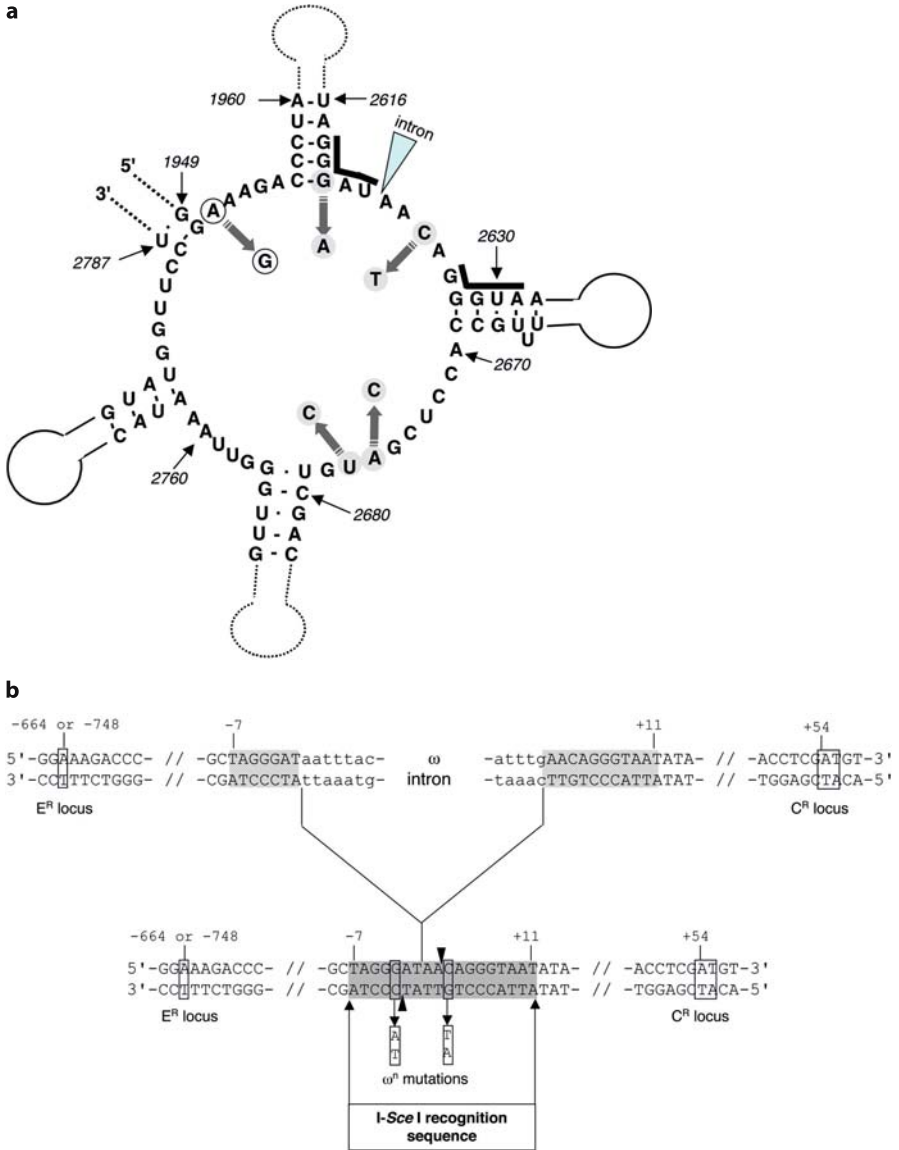 a
1960 A - U 2616
U - A
C - G
C - G
C - G
intron
5' 1949
3'
G G A A A G A C
A U A A C A G
G
A
T
C
C
2787
U
C C U U G G U A A A U U G G
2630
G G U A A
C C G U U U
A 2670
C C U C G A U G U
A U G
U A C
2760
G · U
G - C 2680
U · G
U - A
G - C
b
-664 or -748 -7 +11 +54
5'-GGAAAGACCC- // -GCTAGGGATaatttac- ω -atttgAACAGGGTAATATA- // -ACCTCGATGT-3'
3'-CCTTTCTGGG- // -CGATCCCTAttaaatg- intron -taaacTTGTCCCATTATAT- // -TGGAGCTACA-5'
E^R locus C^R locus
-664 or -748 -7 +11 +54
5'-GGAAAGACCC- // -GCTAGGGATAACAGGGTAATATA- // -ACCTCGATGT-3'
3'-CCTTTCTGGG- // -CGATCCCTATTGTCCCATTATAT- // -TGGAGCTACA-5'
E^R locus C^R locus
A T
T A
ω^n mutations
I-Sce I recognition
sequence